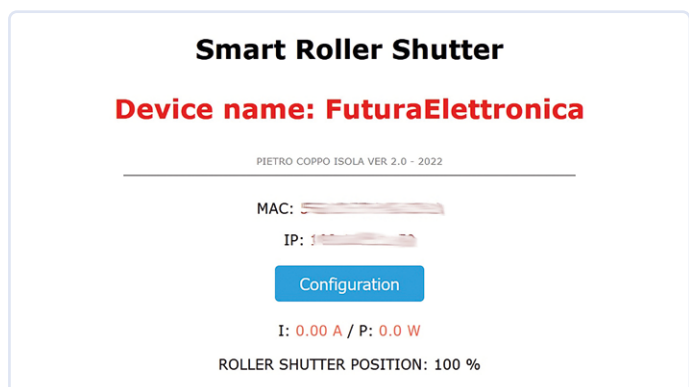 Smart Roller Shutter
Device name: FuturaElettronica
PIETRO COPPO ISOLA VER 2.0 - 2022
MAC:
IP:
Configuration
I: 0.00 A / P: 0.0 W
ROLLER SHUTTER POSITION: 100 %